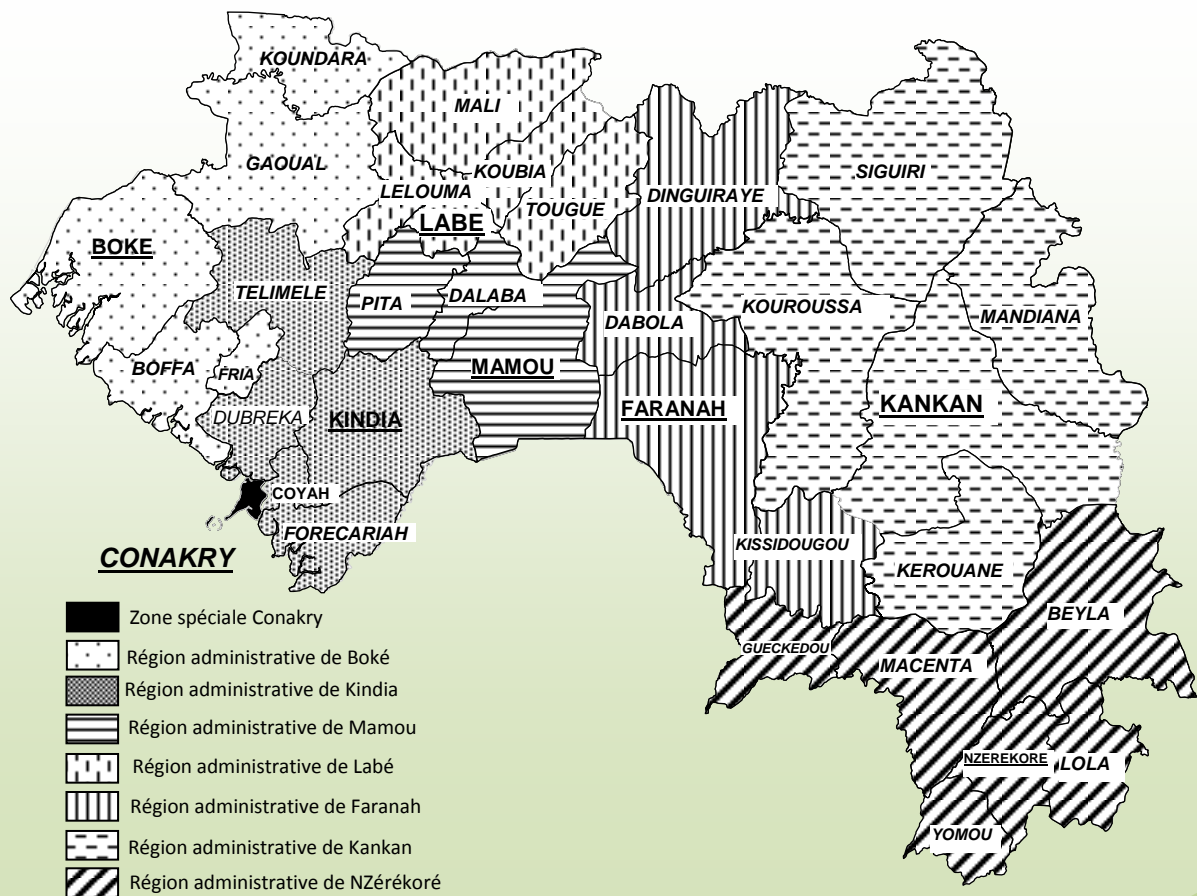 KOUNDARA
MALI
GAOUAL
KOUBIA
SIGUIRI
LELOUMA
DINGUIRAYE
TOUGUE
LABE
BOKE
TELIMELE
PITA
DALABA
KOUROUSSA
MANDIANA
DABOLA
BOFFA
FRIA
MAMOU
KANKAN
FARANAH
DUBREKA
KINDIA
COYAH
FORECARIAH
KISSIDOUGOU
CONAKRY
KEROUANE
BEYLA
GUECKEDOU
MACENTA
NZEREKORE
LOLA
YOMOU
Zone spéciale Conakry
Région administrative de Boké
Région administrative de Kindia
Région administrative de Mamou
Région administrative de Labé
Région administrative de Faranah
Région administrative de Kankan
Région administrative de NZérékoré